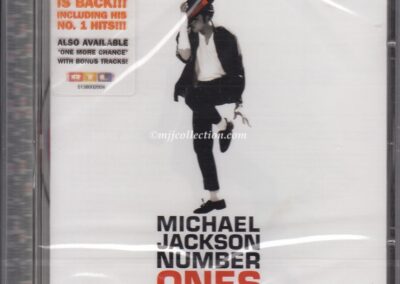 IS BACK!!!
INCLUDING HIS
NO. 1 HITS!!!
ALSO AVAILABLE
"ONE MORE CHANCE"
WITH BONUS TRACKS!
RTL
©mjjcollection.com
MICHAEL
JACKSON
NUMBER
ONES